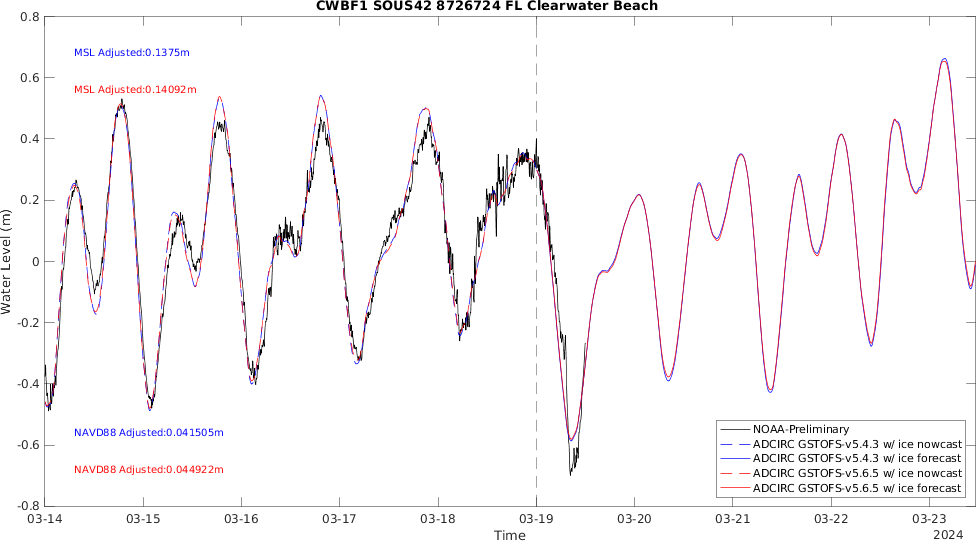 CWBF1 SOUS42 8726724 FL Clearwater Beach
MSL Adjusted:0.1375m
MSL Adjusted:0.14092m
NAVD88 Adjusted:0.041505m
NAVD88 Adjusted:0.044922m
Water Level (m)
0.8
0.6
0.4
0.2
0
-0.2
-0.4
-0.6
-0.8
NOAA-Preliminary
ADCIRC GSTOFS-v5.4.3 w/ ice nowcast
ADCIRC GSTOFS-v5.4.3 w/ ice forecast
ADCIRC GSTOFS-v5.6.5 w/ ice nowcast
ADCIRC GSTOFS-v5.6.5 w/ ice forecast
03-14 03-15 03-16 03-17 03-18 03-19 03-20 03-21 03-22 03-23
Time
2024